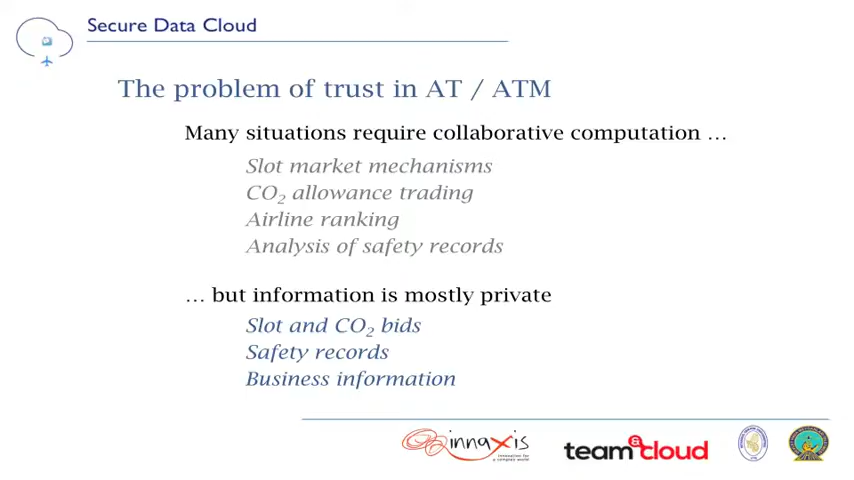 Secure Data Cloud
The problem of trust in AT / ATM
Many situations require collaborative computation …
Slot market mechanisms
CO₂ allowance trading
Airline ranking
Analysis of safety records
… but information is mostly private
Slot and CO₂ bids
Safety records
Business information
innaxis
team cloud